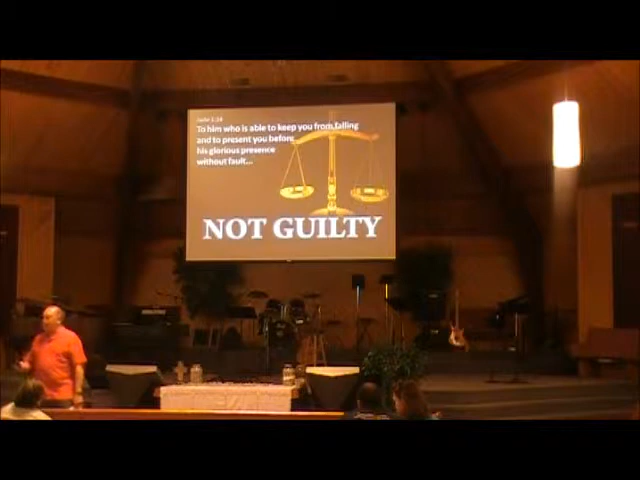 Jude 1:24
To him who is able to keep you from falling
and to present you before
his glorious presence
without fault...
NOT GUILTY